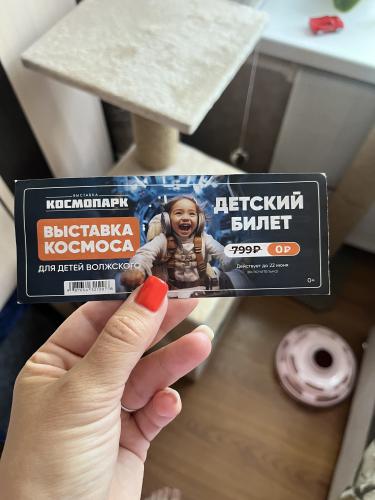 ВЫСТАВКА
КОСМОПАРК
ВЫСТАВКА
КОСМОСА
ДЛЯ ДЕТЕЙ ВОЛЖСКОГО
ДЕТСКИЙ
БИЛЕТ
799₽ 0₽
Действует до 22 июня
включительно
0+